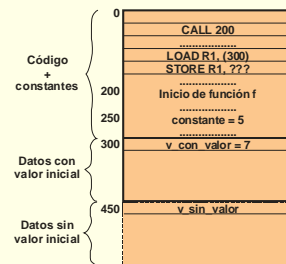 0
CALL 200
.................
LOAD R1, (300)
STORE R1, ???
Código
+
constantes
200
Inicio de función f
.................
250
constante = 5
.................
300
v_con_valor = 7
Datos con
valor inicial
450
v_sin_valor
Datos sin
valor inicial